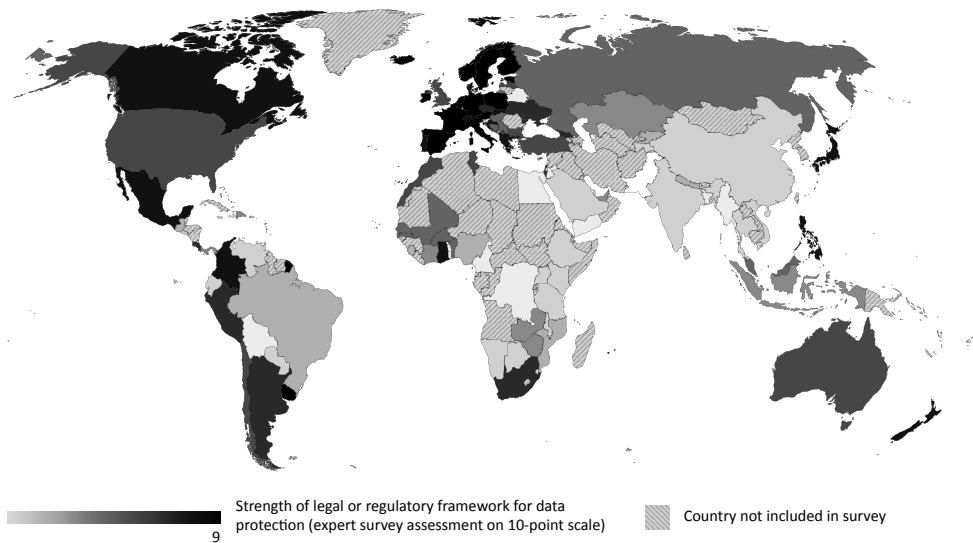 Strength of legal or regulatory framework for data
protection (expert survey assessment on 10-point scale)
9
Country not included in survey